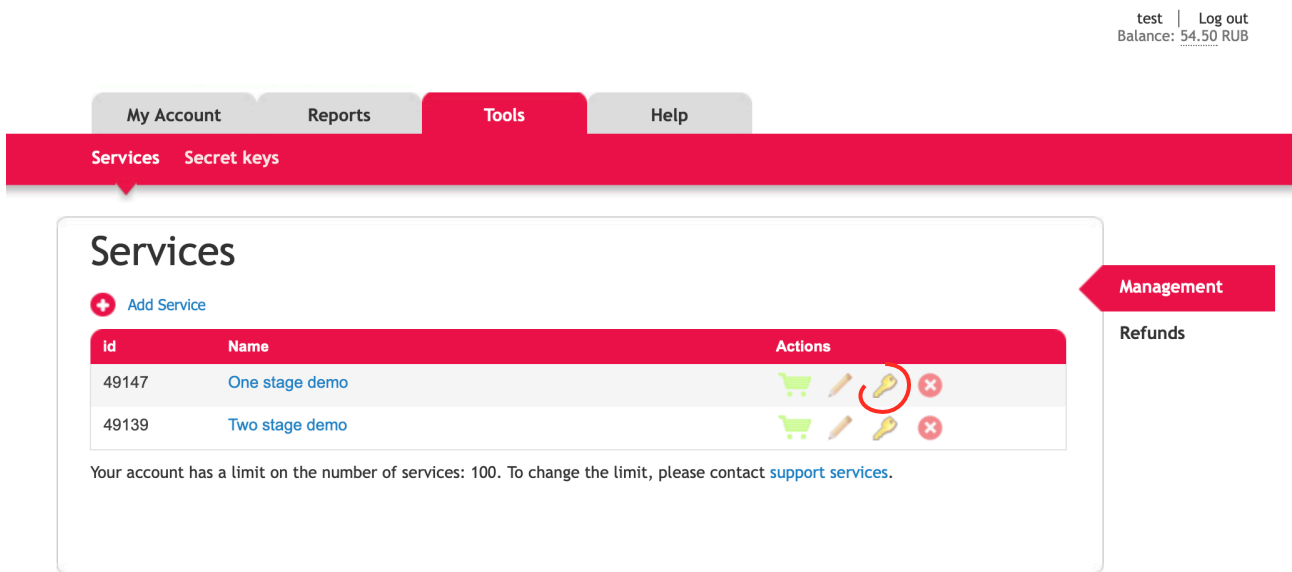 test | Log out
Balance: 54.50 RUB
My Account Reports Tools Help
Services Secret keys
Services
Management
Add Service
Refunds
id Name Actions
49147 One stage demo
49139 Two stage demo
Your account has a limit on the number of services: 100. To change the limit, please contact support services.